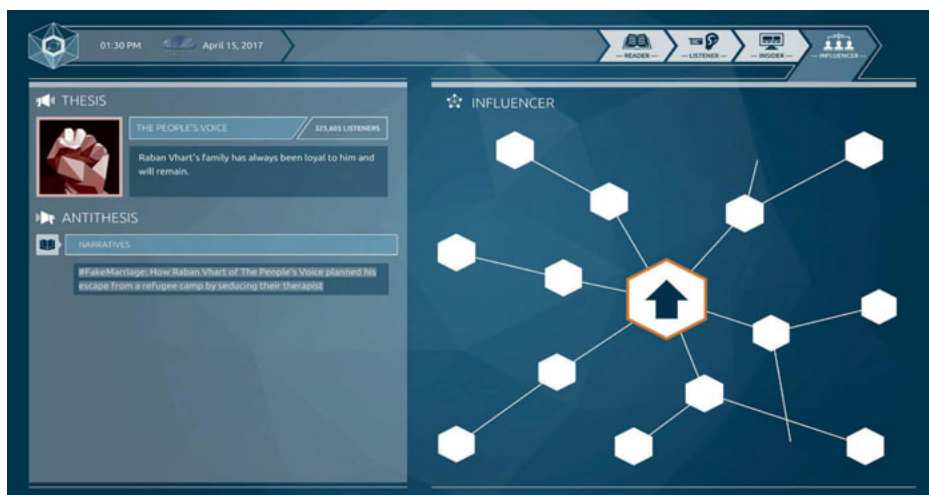 01:30 PM
April 15, 2017
READER
LISTENER
INSIDER
INFLUENCER
THESIS
THE PEOPLE'S VOICE
323,605 LISTENERS
Raban Vhart's family has always been loyal to him and
will remain.
ANTITHESIS
NARRATIVES
#FakeMarriage: How Raban Vhart of The People's Voice planned his
escape from a refugee camp by seducing their therapist
INFLUENCER